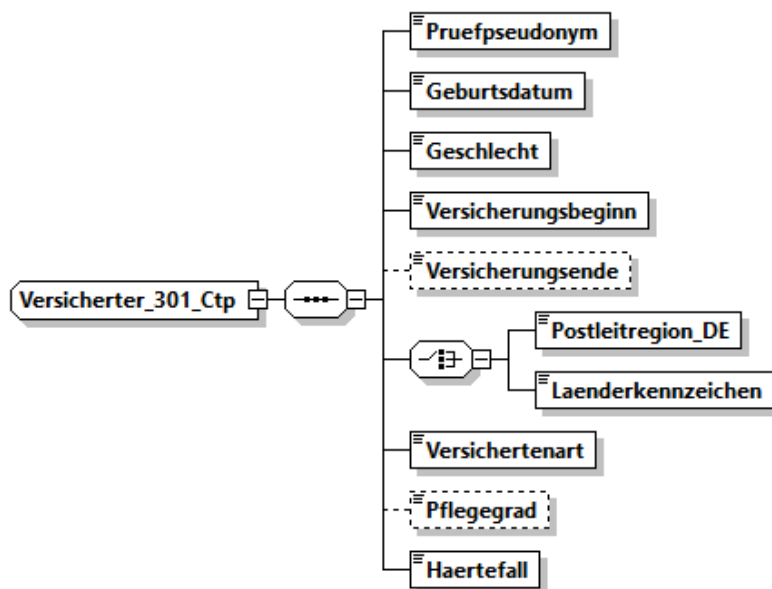 Pruefpseudonym
Geburtsdatum
Geschlecht
Versicherungsbeginn
Versicherungsende
Versicherter_301_Ctp
Postleitregion_DE
Laenderkennzeichen
Versichertenart
Pflegegrad
Haertefall